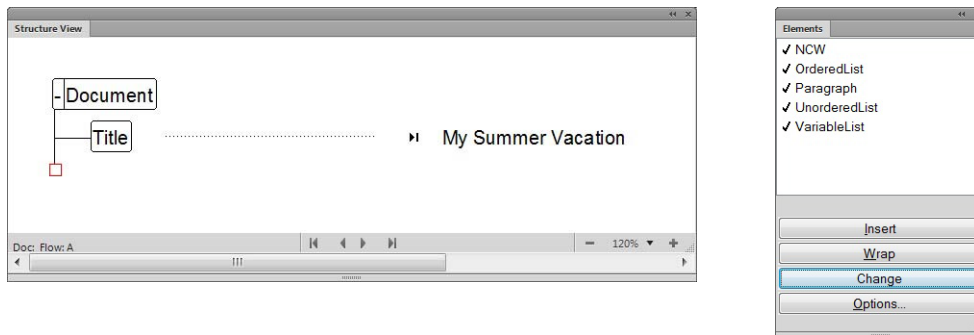 Structure View
- Document
Title
My Summer Vacation
Doc: Flow: A
120%
Elements
✓ NCW
✓ OrderedList
✓ Paragraph
✓ UnorderedList
✓ VariableList
Insert
Wrap
Change
Options...